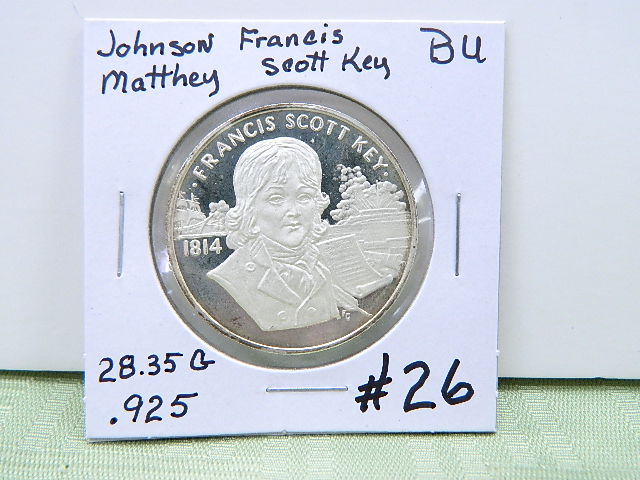 Johnson Francis BU
Matthey Scott Key
· FRANCIS SCOTT KEY ·
1814
28.35 G
.925
#26